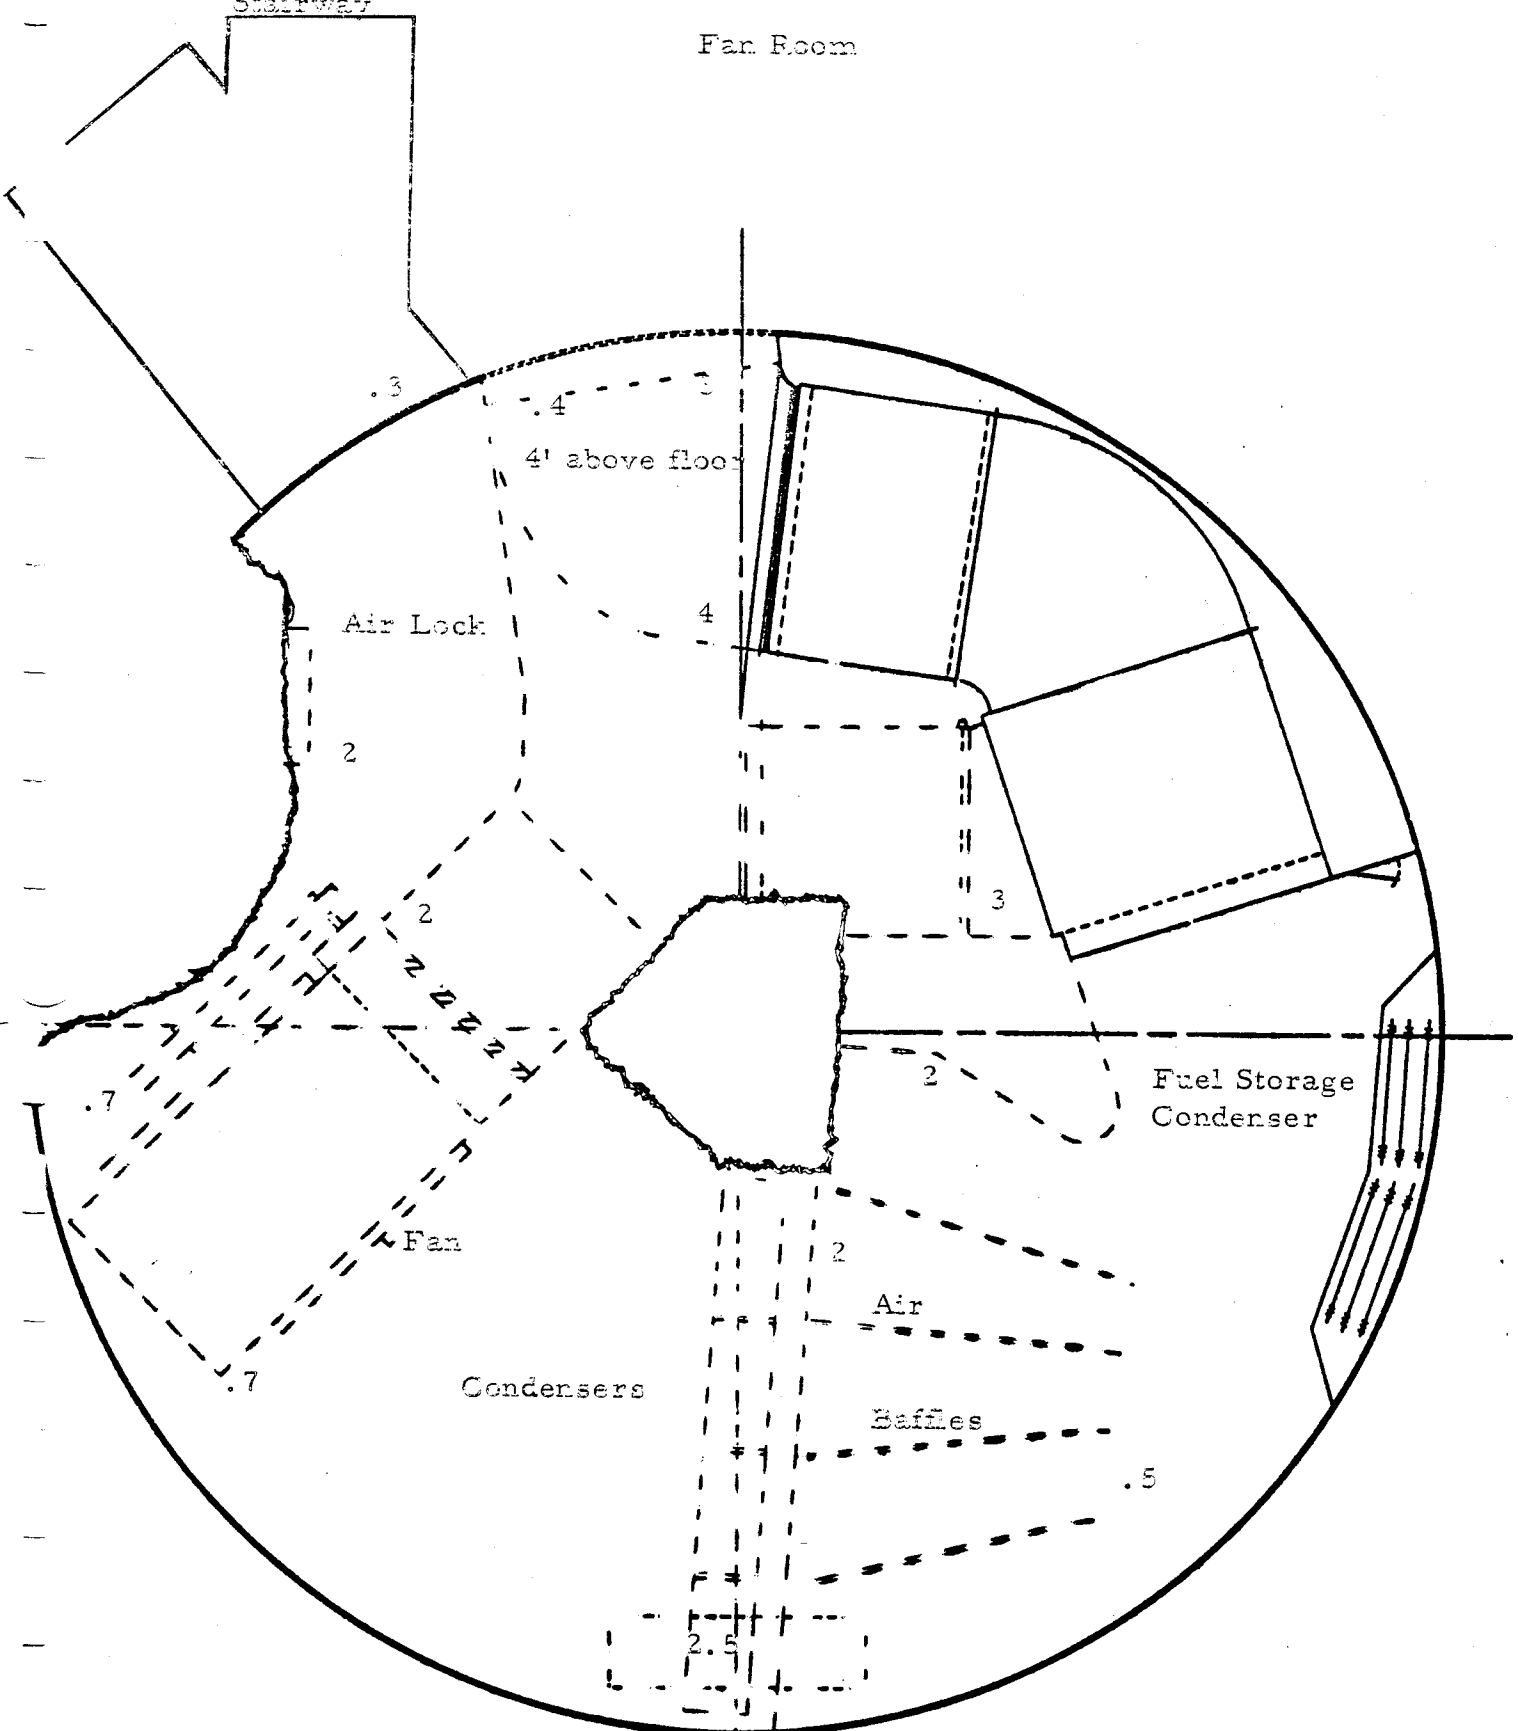 Stairway
Fan Room
.3
.4
3
4' above floor
4
Air Lock
2
3
2
2
Fuel Storage
Condenser
.7
Fan
2
Air
.7
Condensers
Baffles
.5
2.5